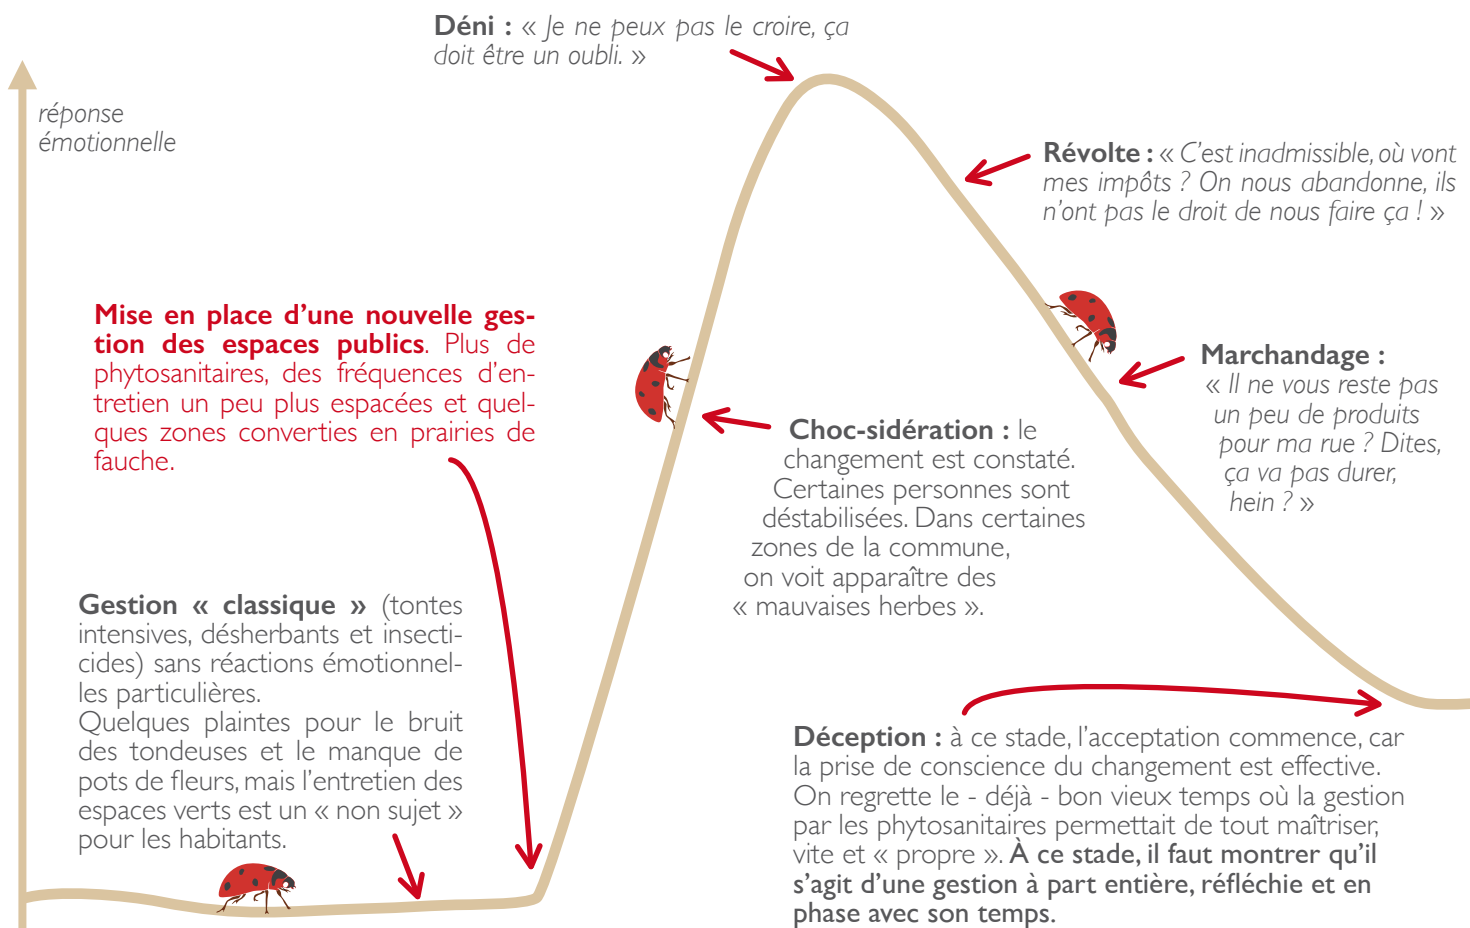 Déni : « Je ne peux pas le croire, ça
doit être un oubli. »
réponse
émotionnelle
Révolte : « C'est inadmissible, où vont
mes impôts ? On nous abandonne, ils
n'ont pas le droit de nous faire ça ! »
Mise en place d’une nouvelle ges-
tion des espaces publics. Plus de
phytosanitaires, des fréquences d’en-
tretien un peu plus espacées et quel-
ques zones converties en prairies de
fauche.
Marchandage :
« Il ne vous reste pas
un peu de produits
pour ma rue ? Dites,
ça va pas durer,
hein ? »
Choc-sidération : le
changement est constaté.
Certaines personnes sont
déstabilisées. Dans certaines
zones de la commune,
on voit apparaître des
« mauvaises herbes ».
Gestion « classique » (tontes
intensives, désherbants et insecti-
cides) sans réactions émotionnel-
les particulières.
Quelques plaintes pour le bruit
des tondeuses et le manque de
pots de fleurs, mais l’entretien des
espaces verts est un « non sujet »
pour les habitants.
Déception : à ce stade, l’acceptation commence, car
la prise de conscience du changement est effective.
On regrette le - déjà - bon vieux temps où la gestion
par les phytosanitaires permettait de tout maîtriser,
vite et « propre ». À ce stade, il faut montrer qu’il
s’agit d’une gestion à part entière, réfléchie et en
phase avec son temps.